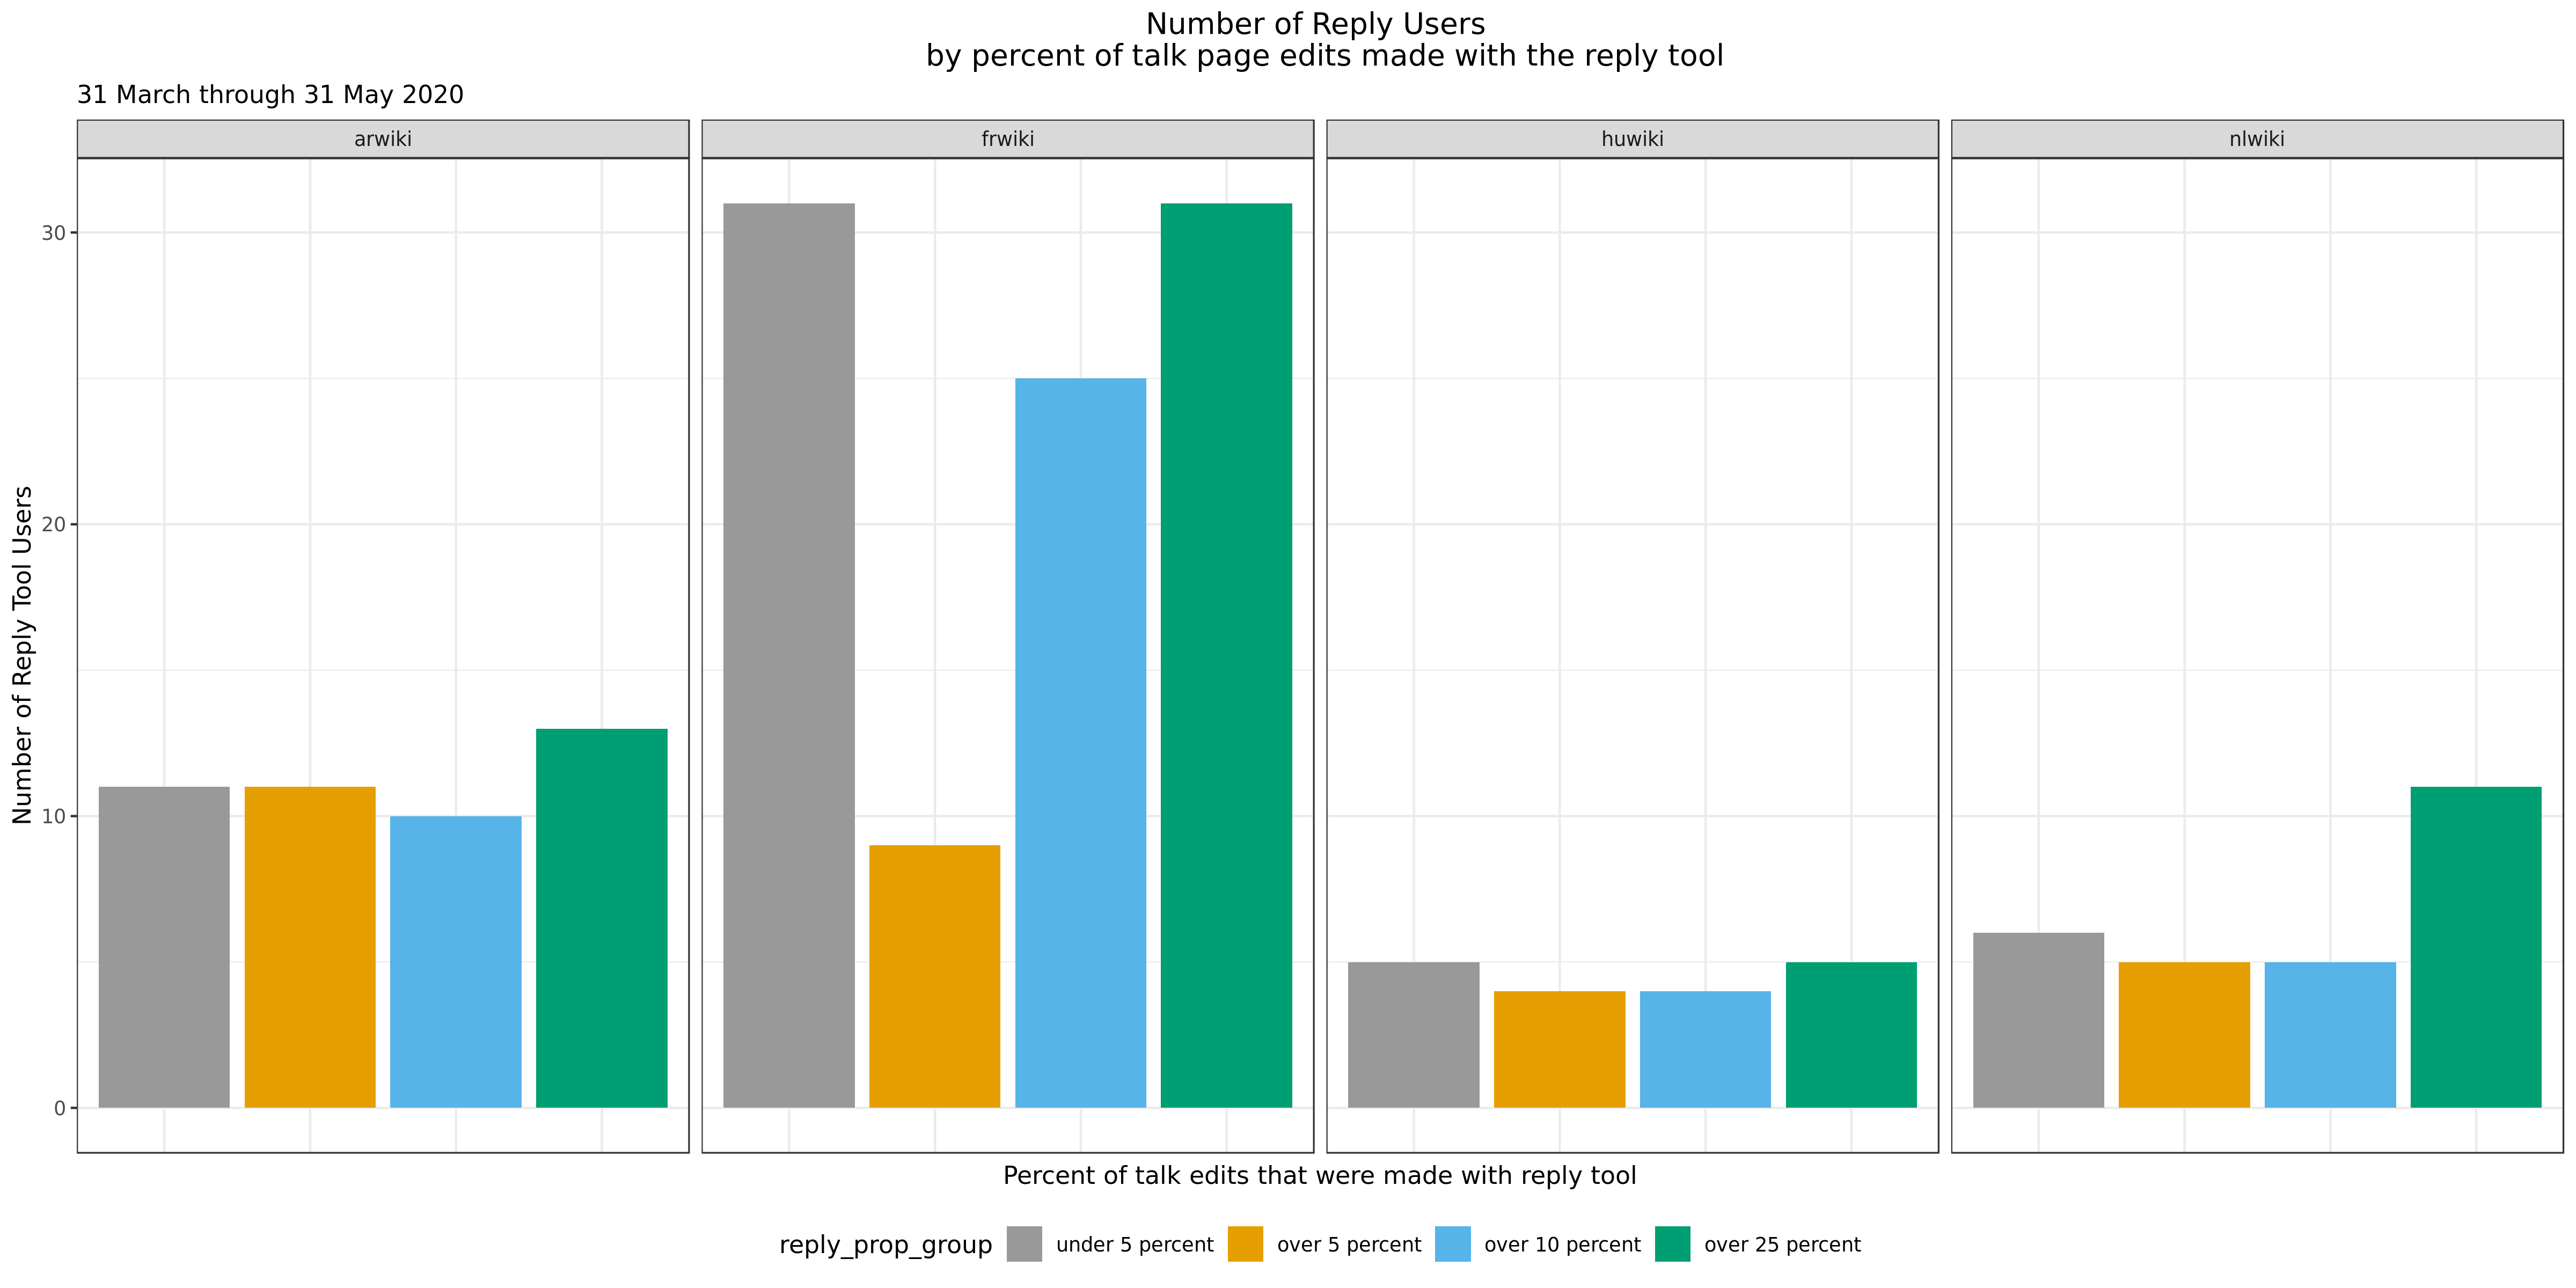 Number of Reply Users
by percent of talk page edits made with the reply tool
31 March through 31 May 2020
arwiki
frwiki
huwiki
nlwiki
Number of Reply Tool Users
30
20
10
0
Percent of talk edits that were made with reply tool
reply_prop_group under 5 percent over 5 percent over 10 percent over 25 percent